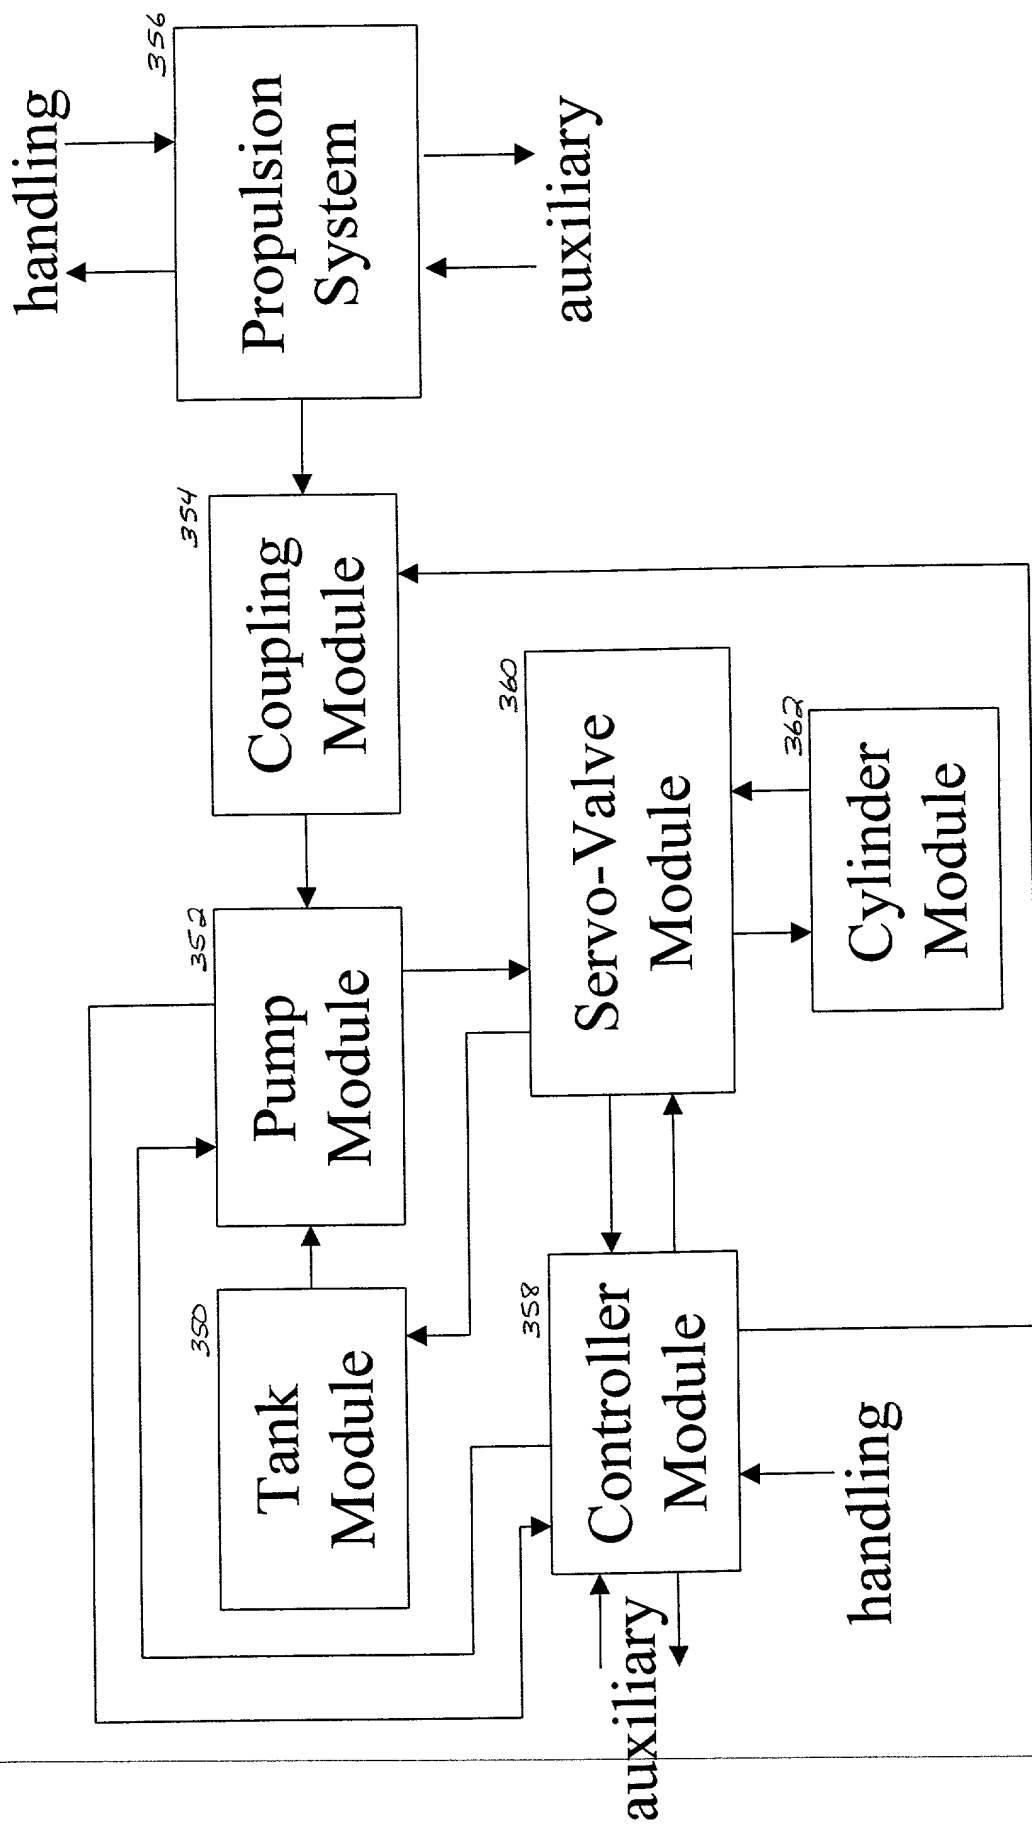 handling
356
Propulsion
System
auxiliary
354
Coupling
Module
352
Pump
Module
350
Tank
Module
360
Servo-Valve
Module
362
Cylinder
Module
358
Controller
Module
auxiliary
handling